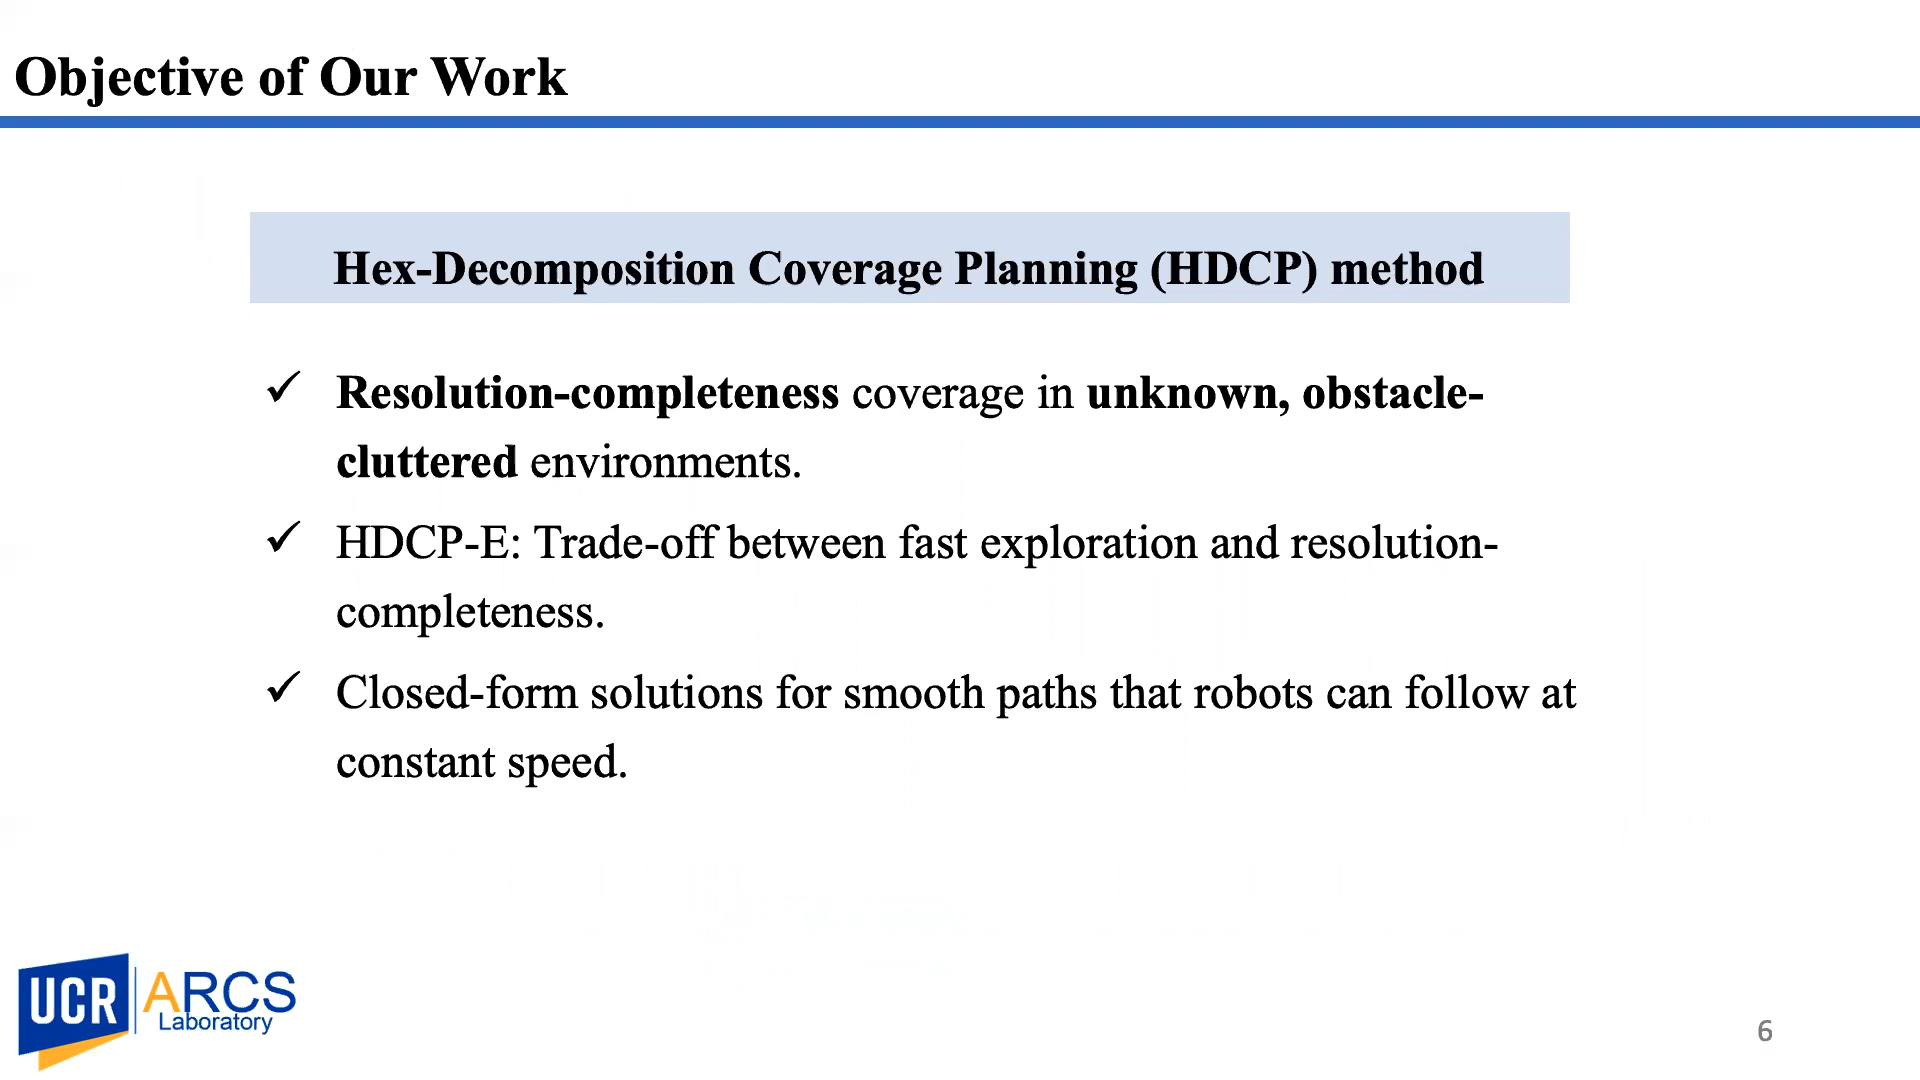 Objective of Our Work
Hex-Decomposition Coverage Planning (HDCP) method
✓ Resolution-completeness coverage in unknown, obstacle-
cluttered environments.
✓ HDCP-E: Trade-off between fast exploration and resolution-
completeness.
✓ Closed-form solutions for smooth paths that robots can follow at
constant speed.
UCR ARCS
Laboratory
6